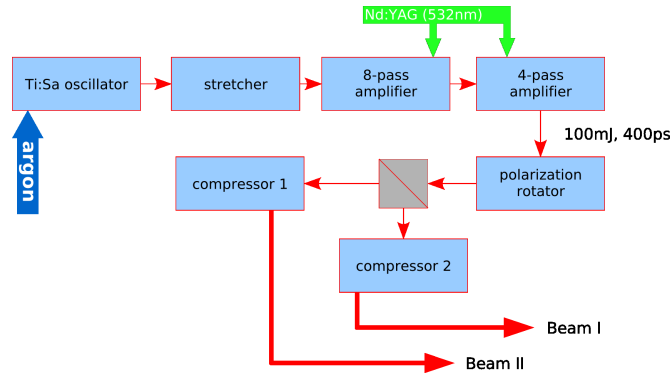 Nd:YAG (532nm)
Ti:Sa oscillator
stretcher
8-pass
amplifier
4-pass
amplifier
argon
100mJ, 400ps
compressor 1
polarization
rotator
compressor 2
Beam I
Beam II